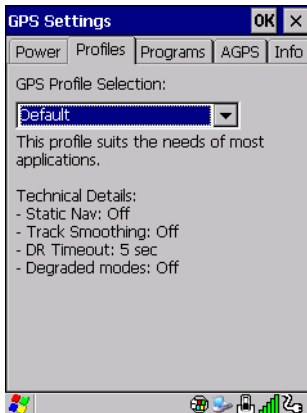 GPS Settings OK ×
Power Profiles Programs AGPS Info
GPS Profile Selection:
Default
This profile suits the needs of most
applications.
Technical Details:
- Static Nav: Off
- Track Smoothing: Off
- DR Timeout: 5 sec
- Degraded modes: Off